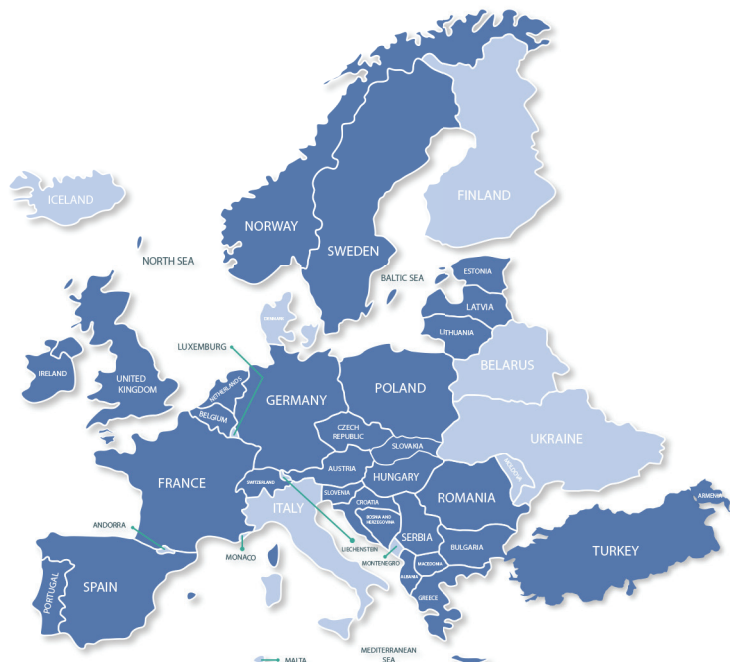 ICELAND
FINLAND
NORWAY
SWEDEN
NORTH SEA
BALTIC SEA
ESTONIA
LATVIA
LITHUANIA
DENMARK
LUXEMBURG
BELARUS
IRELAND
UNITED
KINGDOM
NETHERLANDS
BELGIUM
GERMANY
POLAND
CZECH
REPUBLIC
SLOVAKIA
UKRAINE
MOLDOVA
FRANCE
SWITZERLAND
AUSTRIA
HUNGARY
SLOVENIA
CROATIA
ROMANIA
ITALY
BOSNIA AND
HERZEGOVINA
SERBIA
ARMENIA
ANDORRA
MONACO
LIECHENSTEIN
MONTENEGRO
BULGARIA
TURKEY
MACEDONIA
ALBANIA
GREECE
PORTUGAL
SPAIN
MEDITERRANEAN
SEA
MALTA